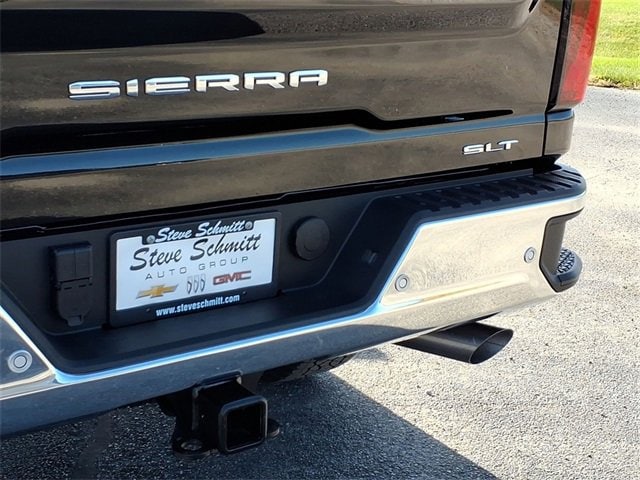 SIERRA
SLT
Steve Schmitt
Steve Schmitt
AUTO GROUP
GMC
www.steveschmitt.com